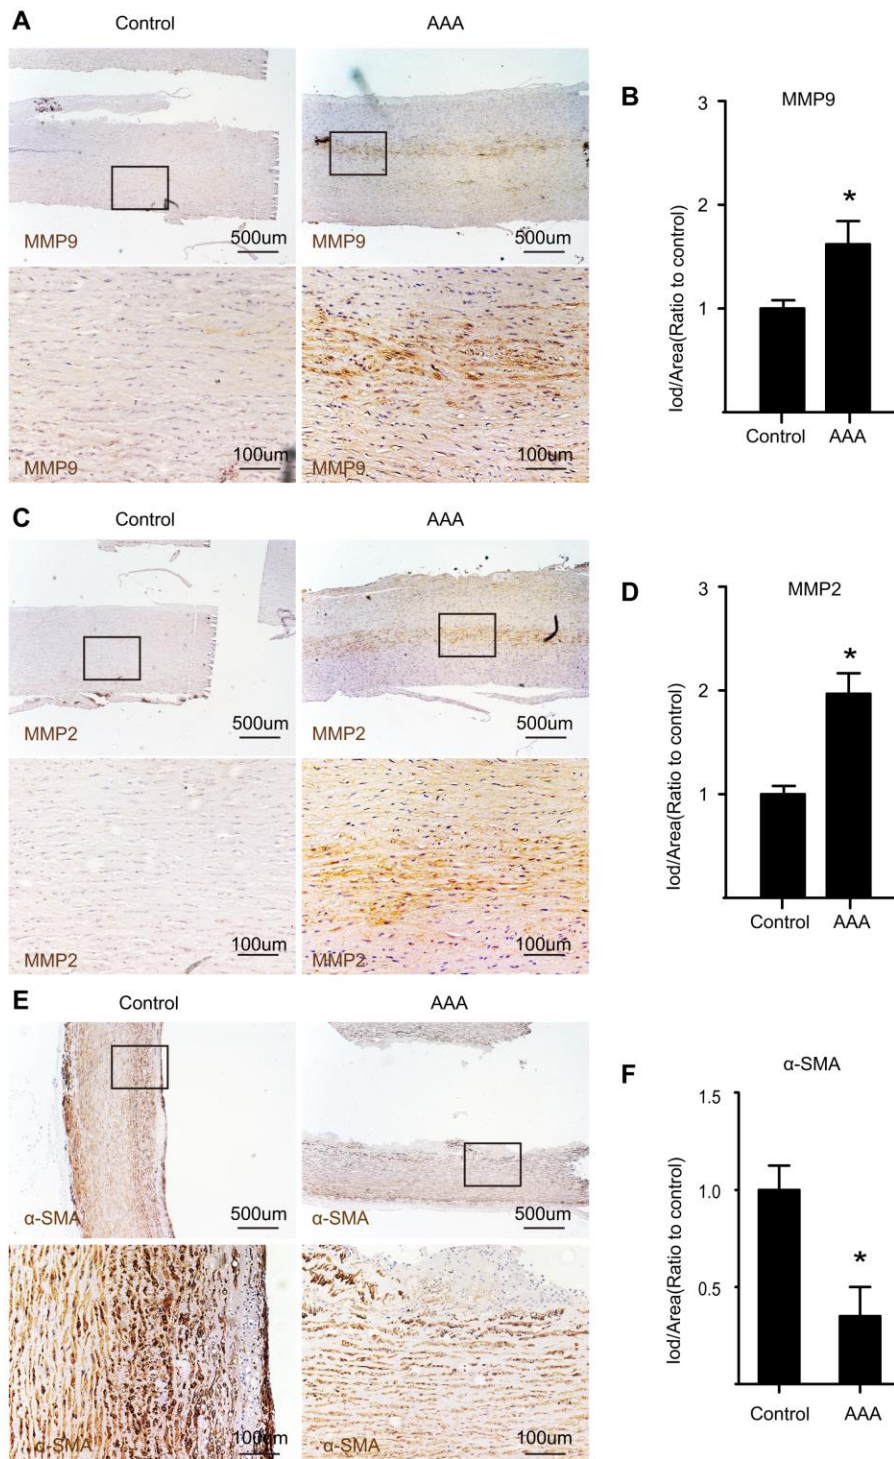 A
Control
AAA
MMP9
500um
MMP9
500um
MMP9
100um
MMP9
100um
B
MMP9
Iod/Area(Ratio to control)
3
2
1
*
Control
AAA
C
Control
AAA
MMP2
500um
MMP2
500um
MMP2
100um
MMP2
100um
D
MMP2
Iod/Area(Ratio to control)
3
2
1
*
Control
AAA
E
Control
AAA
α-SMA
500um
α-SMA
500um
α-SMA
100um
α-SMA
100um
F
α-SMA
Iod/Area(Ratio to control)
1.5
1.0
0.5
*
Control
AAA